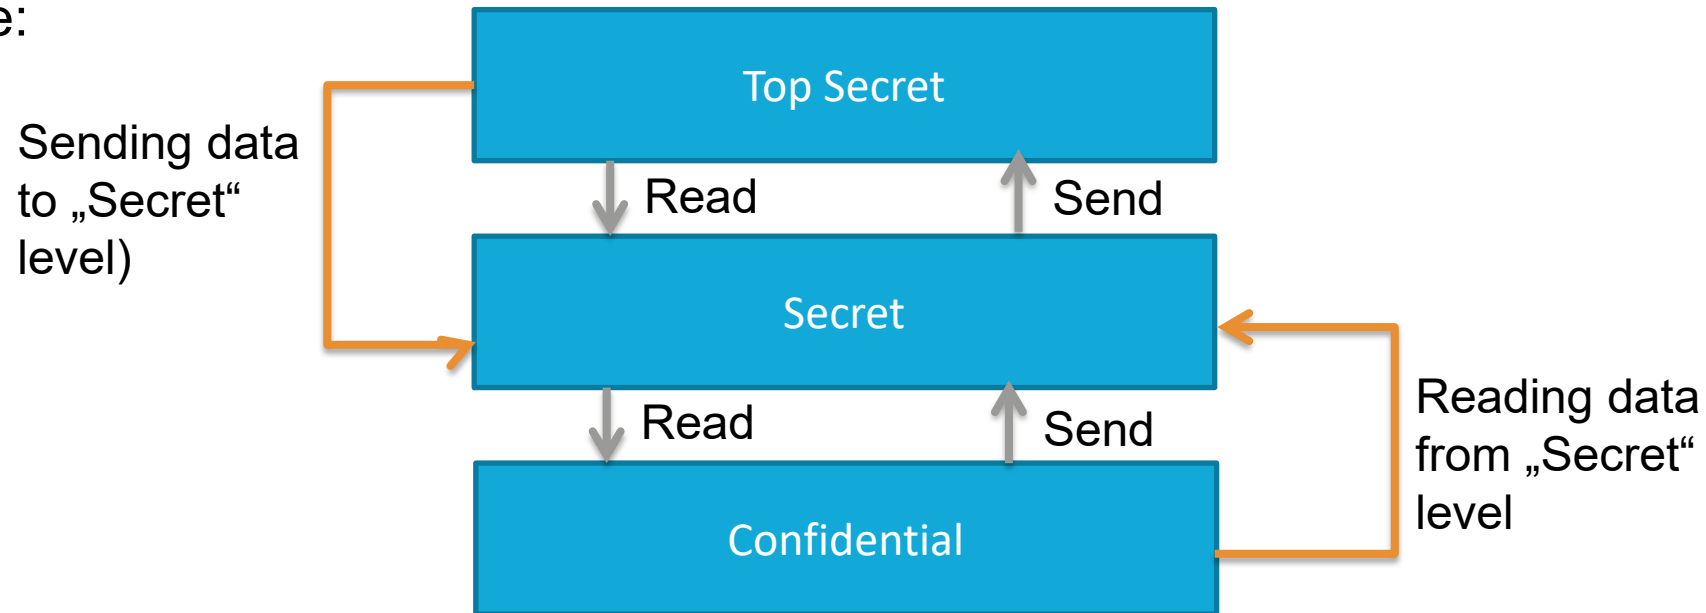 e:
Top Secret
Sending data
to „Secret“
level)
Read
Send
Secret
Read
Send
Reading data
from „Secret“
level
Confidential